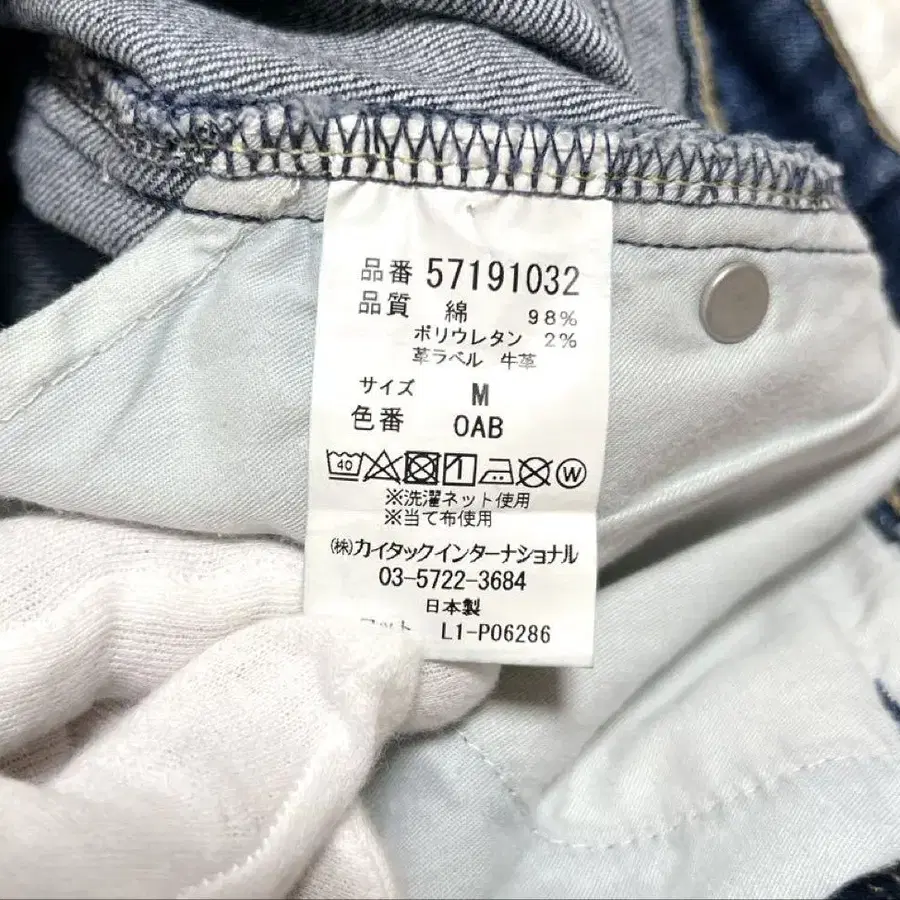 品番 57191032
品質 綿 98%
ポリウレタン 2%
革ラベル 牛革
サイズ M
色番 0AB
40 1 W
※洗濯ネット使用
※当て布使用
(株)カイタックインターナショナル
03-5722-3684
日本製
L1-P06286